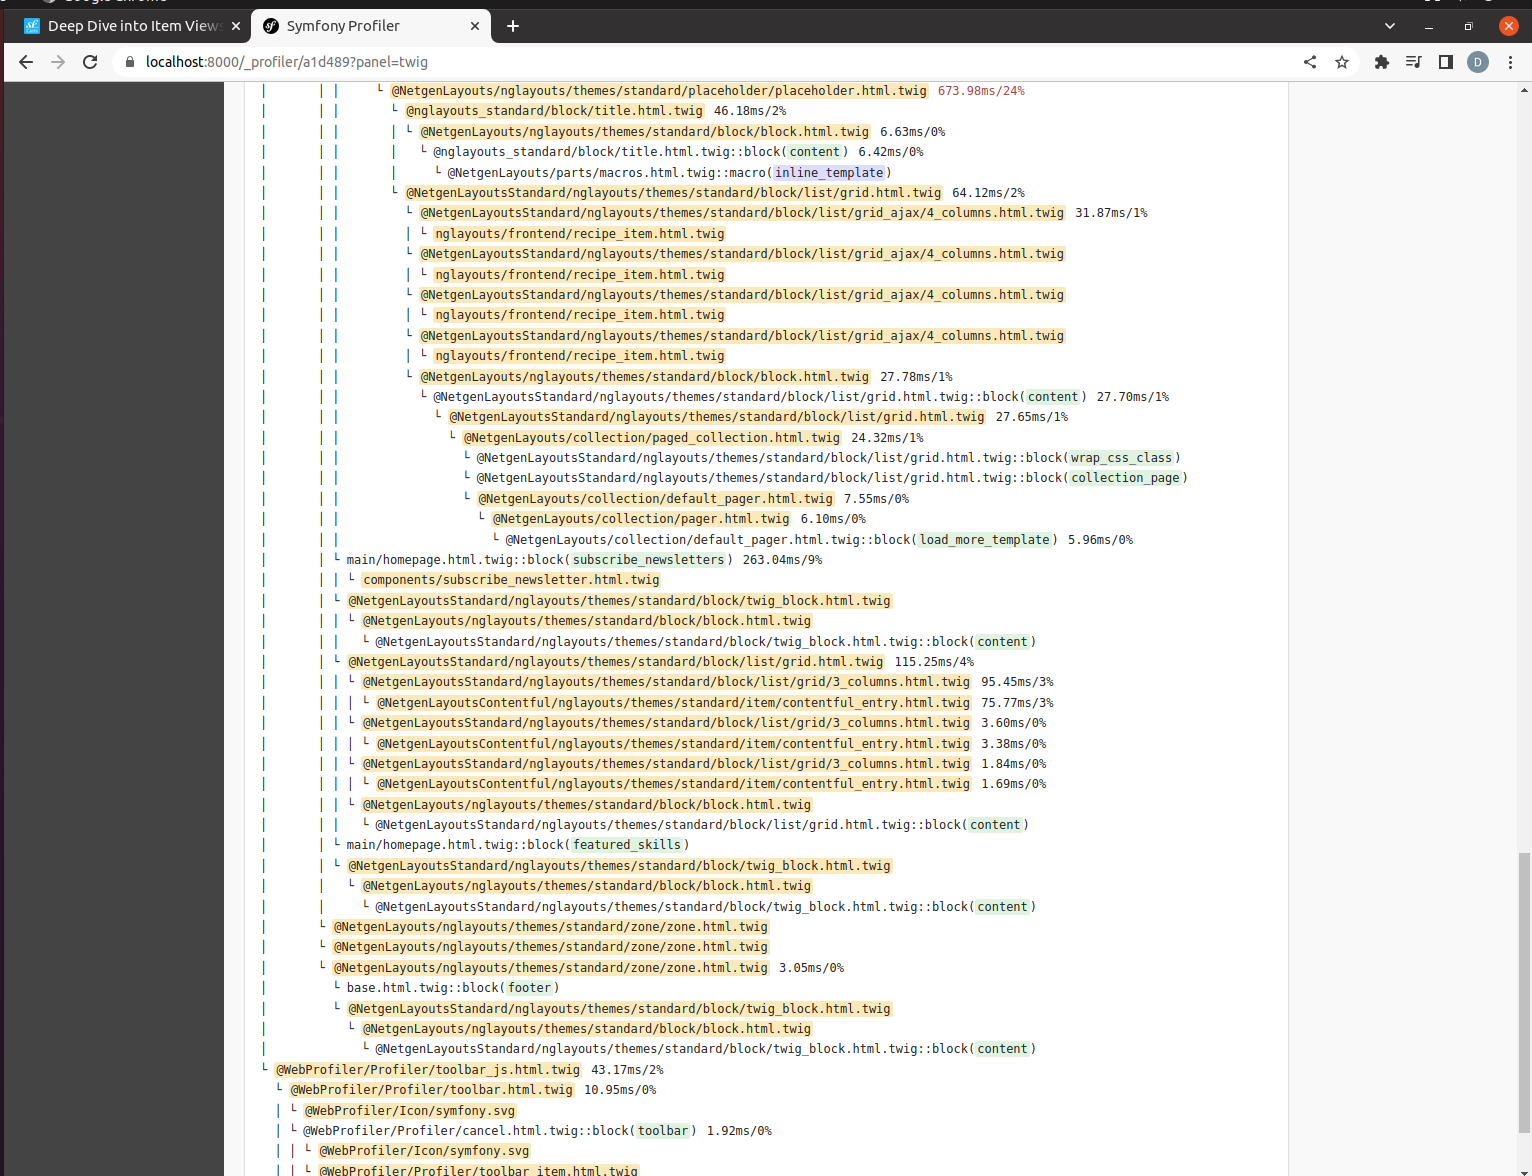 Deep Dive into Item Views
Symfony Profiler
localhost:8000/_profiler/a1d489?panel=twig
D
@NetgenLayouts/nglayouts/themes/standard/placeholder/placeholder.html.twig 673.98ms/24%
@nglayouts_standard/block/title.html.twig 46.18ms/2%
@NetgenLayouts/nglayouts/themes/standard/block/block.html.twig 6.63ms/0%
@nglayouts_standard/block/title.html.twig::block(content) 6.42ms/0%
@NetgenLayouts/parts/macros.html.twig::macro(inline_template)
@NetgenLayoutsStandard/nglayouts/themes/standard/block/list/grid.html.twig 64.12ms/2%
@NetgenLayoutsStandard/nglayouts/themes/standard/block/list/grid_ajax/4_columns.html.twig 31.87ms/1%
nglayouts/frontend/recipe_item.html.twig
@NetgenLayoutsStandard/nglayouts/themes/standard/block/list/grid_ajax/4_columns.html.twig
nglayouts/frontend/recipe_item.html.twig
@NetgenLayoutsStandard/nglayouts/themes/standard/block/list/grid_ajax/4_columns.html.twig
nglayouts/frontend/recipe_item.html.twig
@NetgenLayoutsStandard/nglayouts/themes/standard/block/list/grid_ajax/4_columns.html.twig
nglayouts/frontend/recipe_item.html.twig
@NetgenLayouts/nglayouts/themes/standard/block/block.html.twig 27.78ms/1%
@NetgenLayoutsStandard/nglayouts/themes/standard/block/list/grid.html.twig::block(content) 27.70ms/1%
@NetgenLayoutsStandard/nglayouts/themes/standard/block/list/grid.html.twig 27.65ms/1%
@NetgenLayouts/collection/paged_collection.html.twig 24.32ms/1%
@NetgenLayoutsStandard/nglayouts/themes/standard/block/list/grid.html.twig::block(wrap_css_class)
@NetgenLayoutsStandard/nglayouts/themes/standard/block/list/grid.html.twig::block(collection_page)
@NetgenLayouts/collection/default_pager.html.twig 7.55ms/0%
@NetgenLayouts/collection/pager.html.twig 6.10ms/0%
@NetgenLayouts/collection/default_pager.html.twig::block(load_more_template) 5.96ms/0%
main/homepage.html.twig::block(subscribe_newsletters) 263.04ms/9%
components/subscribe_newsletter.html.twig
@NetgenLayoutsStandard/nglayouts/themes/standard/block/twig_block.html.twig
@NetgenLayouts/nglayouts/themes/standard/block/block.html.twig
@NetgenLayoutsStandard/nglayouts/themes/standard/block/twig_block.html.twig::block(content)
@NetgenLayoutsStandard/nglayouts/themes/standard/block/list/grid.html.twig 115.25ms/4%
@NetgenLayoutsStandard/nglayouts/themes/standard/block/list/grid/3_columns.html.twig 95.45ms/3%
@NetgenLayoutsContentful/nglayouts/themes/standard/item/contentful_entry.html.twig 75.77ms/3%
@NetgenLayoutsStandard/nglayouts/themes/standard/block/list/grid/3_columns.html.twig 3.60ms/0%
@NetgenLayoutsContentful/nglayouts/themes/standard/item/contentful_entry.html.twig 3.38ms/0%
@NetgenLayoutsStandard/nglayouts/themes/standard/block/list/grid/3_columns.html.twig 1.84ms/0%
@NetgenLayoutsContentful/nglayouts/themes/standard/item/contentful_entry.html.twig 1.69ms/0%
@NetgenLayouts/nglayouts/themes/standard/block/block.html.twig
@NetgenLayoutsStandard/nglayouts/themes/standard/block/list/grid.html.twig::block(content)
main/homepage.html.twig::block(featured_skills)
@NetgenLayoutsStandard/nglayouts/themes/standard/block/twig_block.html.twig
@NetgenLayouts/nglayouts/themes/standard/block/block.html.twig
@NetgenLayoutsStandard/nglayouts/themes/standard/block/twig_block.html.twig::block(content)
@NetgenLayouts/nglayouts/themes/standard/zone/zone.html.twig
@NetgenLayouts/nglayouts/themes/standard/zone/zone.html.twig
@NetgenLayouts/nglayouts/themes/standard/zone/zone.html.twig 3.05ms/0%
base.html.twig::block(footer)
@NetgenLayoutsStandard/nglayouts/themes/standard/block/twig_block.html.twig
@NetgenLayouts/nglayouts/themes/standard/block/block.html.twig
@NetgenLayoutsStandard/nglayouts/themes/standard/block/twig_block.html.twig::block(content)
@WebProfiler/Profiler/toolbar_js.html.twig 43.17ms/2%
@WebProfiler/Profiler/toolbar.html.twig 10.95ms/0%
@WebProfiler/Icon/symfony.svg
@WebProfiler/Profiler/cancel.html.twig::block(toolbar) 1.92ms/0%
@WebProfiler/Icon/symfony.svg
@WebProfiler/Profiler/toolbar_item.html.twig